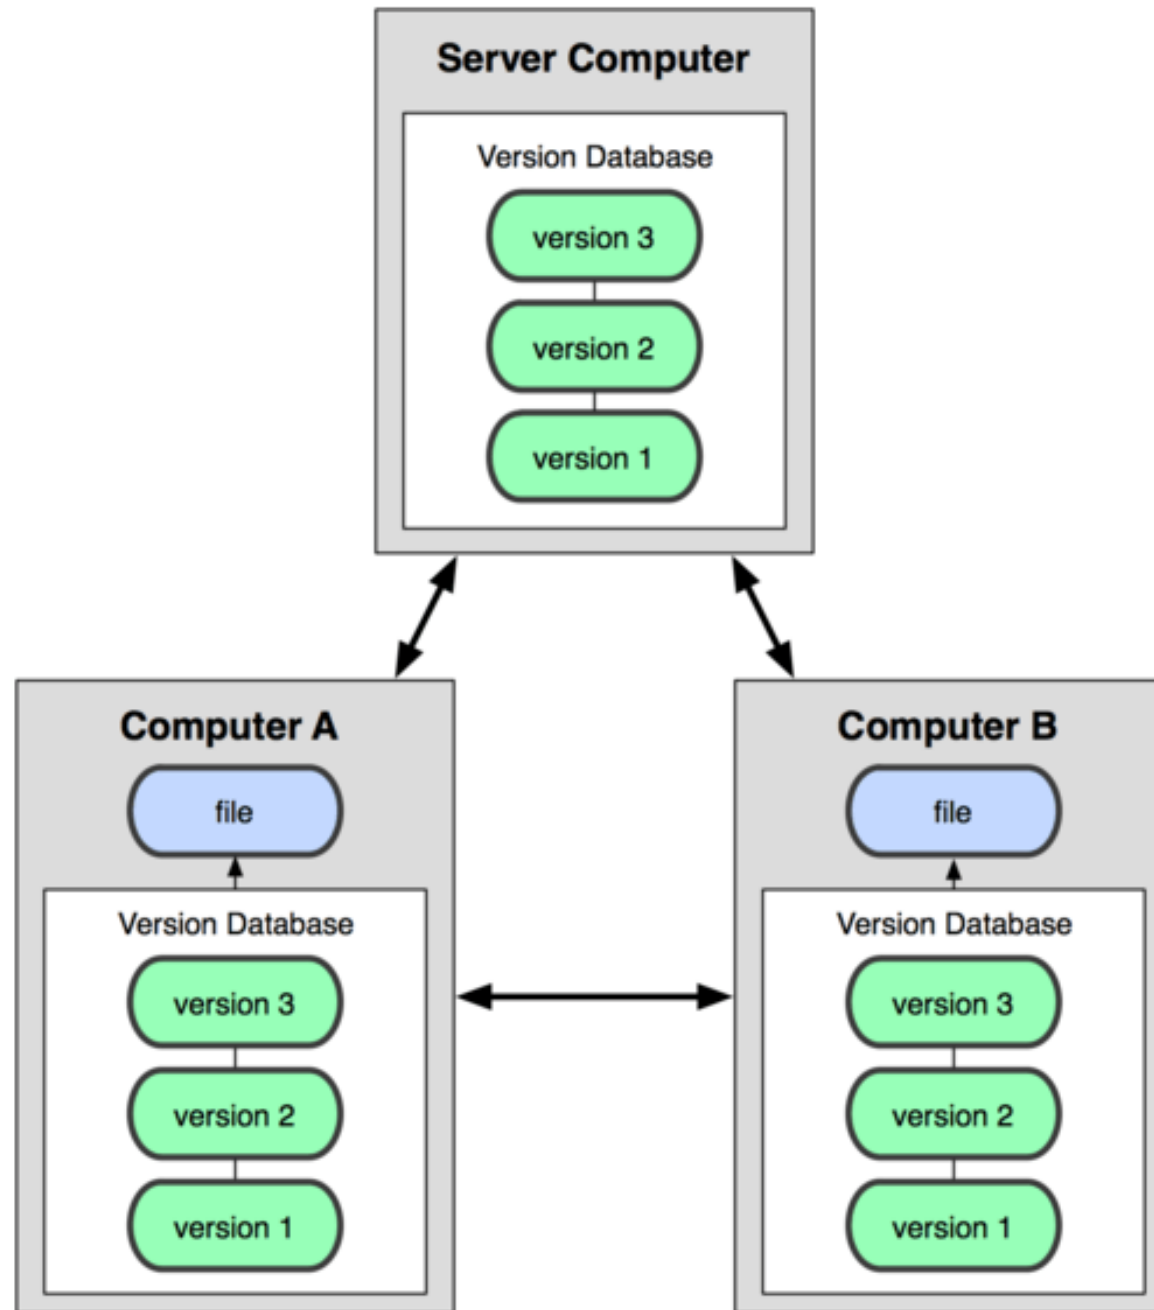 Server Computer
Version Database
version 3
version 2
version 1
Computer A
file
Version Database
version 3
version 2
version 1
Computer B
file
Version Database
version 3
version 2
version 1